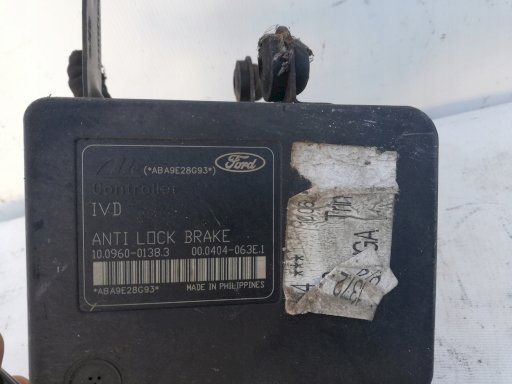 Ate (*ABA9E28G93*) Ford
Controller
IVD
ANTI LOCK BRAKE
10.0960-0138.3 00.0404-063E.1
*ABA9E28G93* MADE IN PHILIPPINES